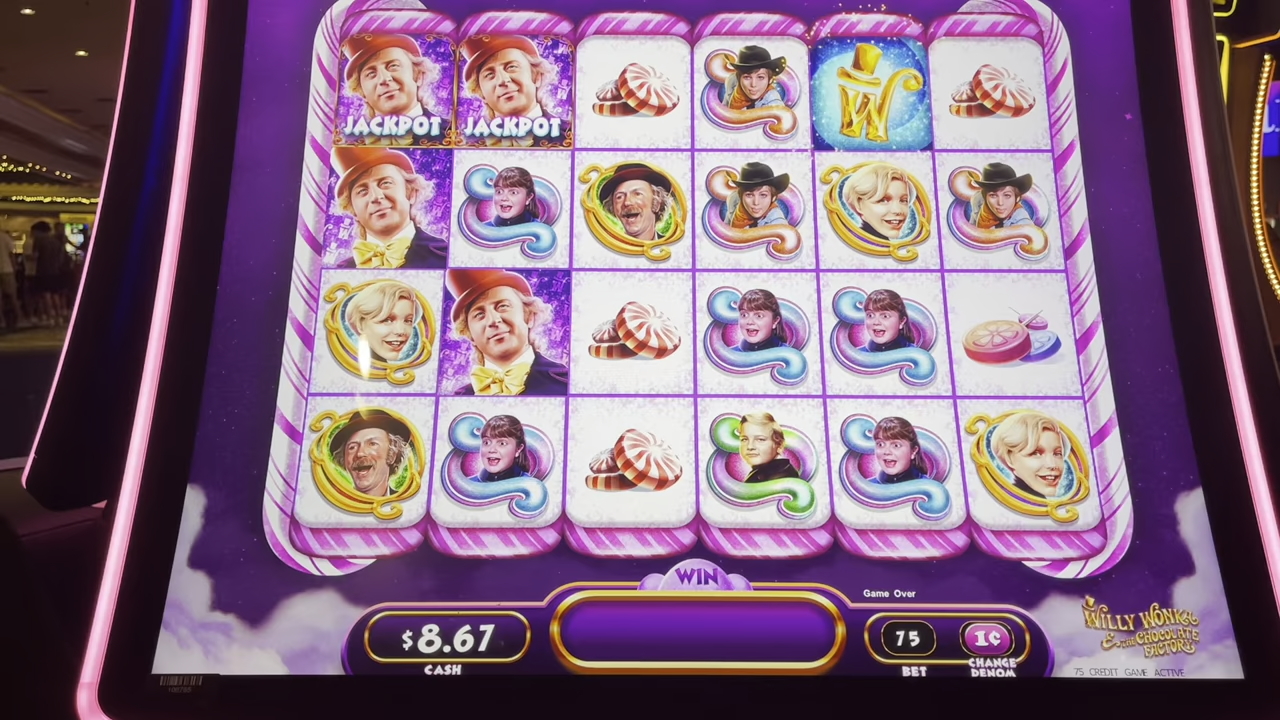 JACKPOT JACKPOT
W
WIN
Game Over
$8.67
75 1¢
CASH
BET CHANGE DENOM
WILLY WONKA
& THE CHOCOLATE
FACTORY
75 CREDIT GAME ACTIVE